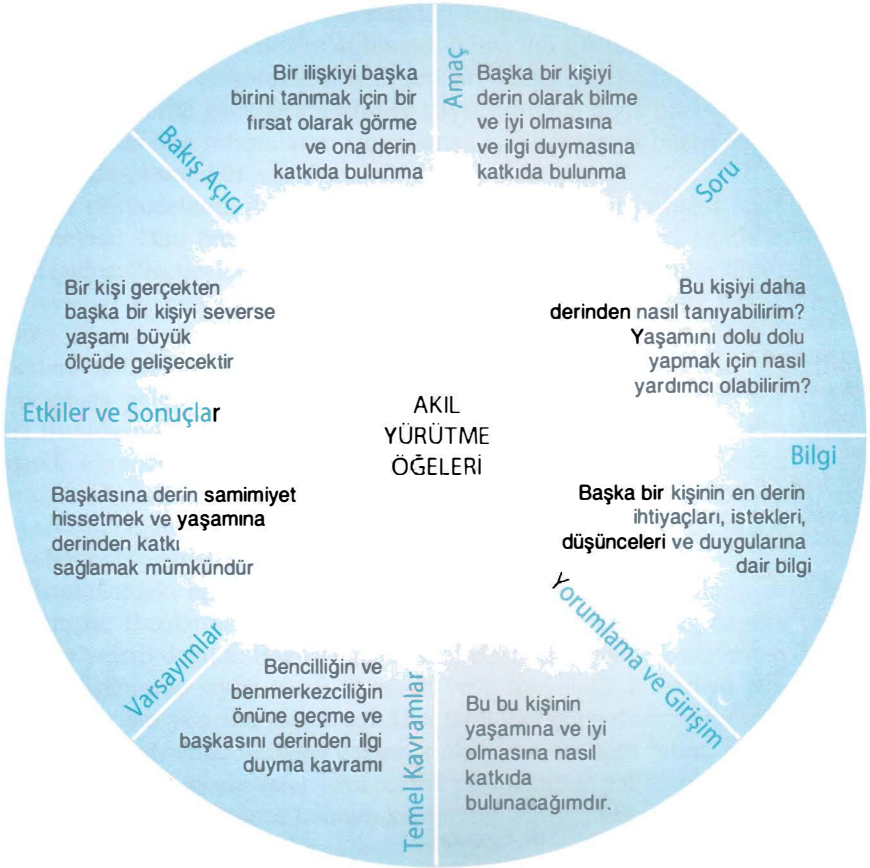 Amaç
Başka bir kişiyi
derin olarak bilme
ve iyi olmasına
ve ilgi duymasına
katkıda bulunma
Soru
Bu kişiyi daha
derinden nasıl tanıyabilirim?
Yaşamını dolu dolu
yapmak için nasıl
yardımcı olabilirim?
Bilgi
Başka bir kişinin en derin
ihtiyaçları, istekleri,
düşünceleri ve duygularına
dair bilgi
Yorumlama ve Girişim
Bu bu kişinin
yaşamına ve iyi
olmasına nasıl
katkıda
bulunacağımdır.
Temel Kavramlar
Bencilliğin ve
benmerkezciliğin
önüne geçme ve
başkasını derinden ilgi
duyma kavramı
Varsayımlar
Başkasına derin samimiyet
hissetmek ve yaşamına
derinden katkı
sağlamak mümkündür
Etkiler ve Sonuçlar
Bir kişi gerçekten
başka bir kişiyi severse
yaşamı büyük
ölçüde gelişecektir
Bakış Açıcı
Bir ilişkiyi başka
birini tanımak için bir
fırsat olarak görme
ve ona derin
katkıda bulunma
AKIL
YÜRÜTME
ÖĞELERİ